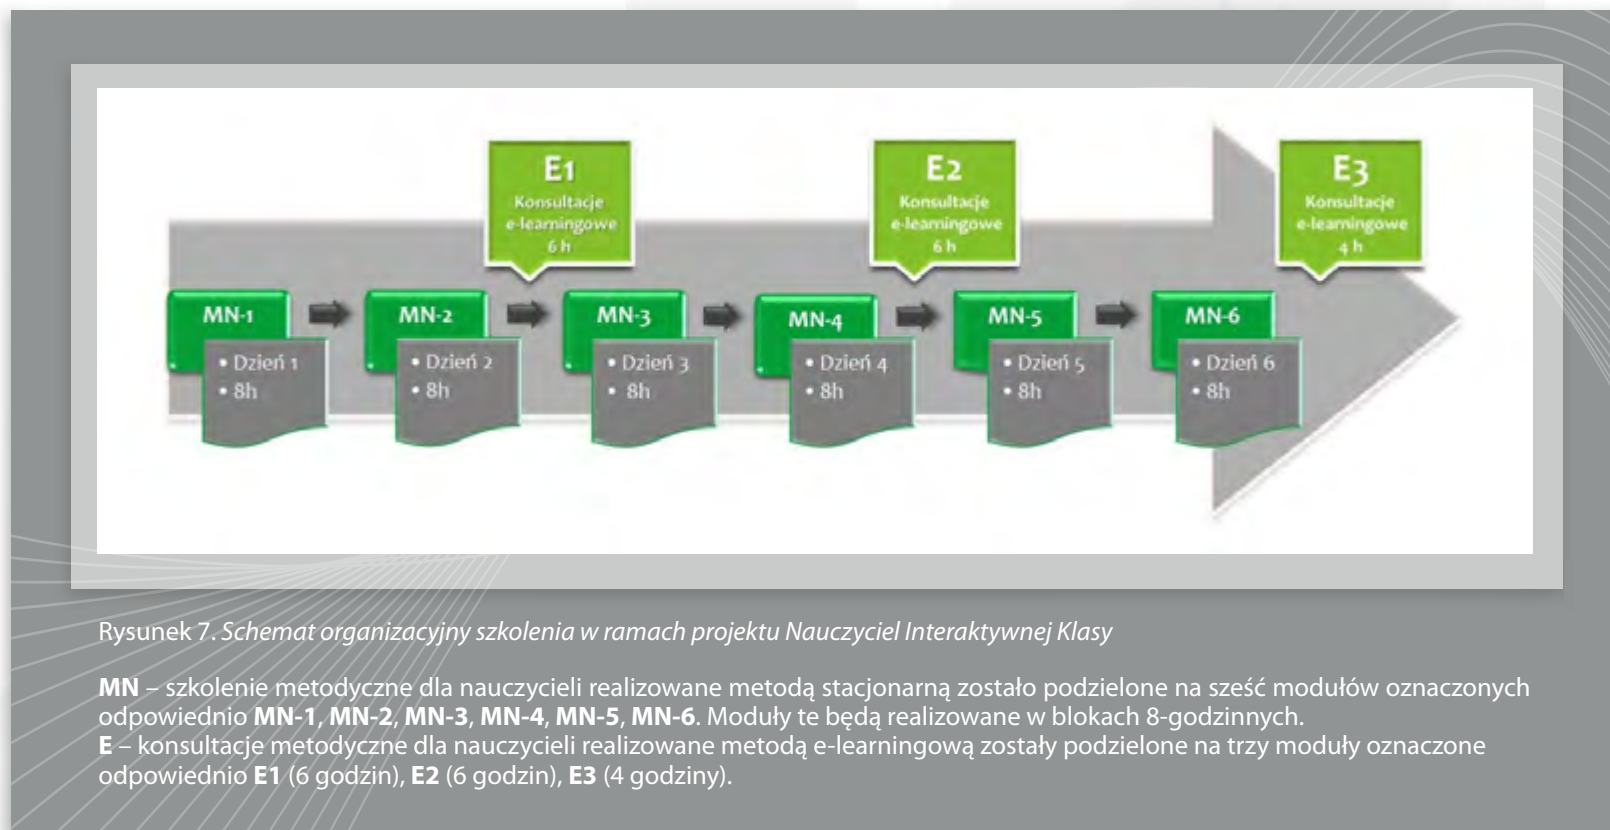 E1
Konsultacje
e-learningowe
6 h
E2
Konsultacje
e-learningowe
6 h
E3
Konsultacje
e-learningowe
4 h
MN-1
• Dzień 1
• 8h
MN-2
• Dzień 2
• 8h
MN-3
• Dzień 3
• 8h
MN-4
• Dzień 4
• 8h
MN-5
• Dzień 5
• 8h
MN-6
• Dzień 6
• 8h
Rysunek 7. Schemat organizacyjny szkolenia w ramach projektu Nauczyciel Interaktywnej Klasy
MN – szkolenie metodyczne dla nauczycieli realizowane metodą stacjonarną zostało podzielone na sześć modułów oznaczonych
odpowiednio MN-1, MN-2, MN-3, MN-4, MN-5, MN-6. Moduły te będą realizowane w blokach 8-godzinnych.
E – konsultacje metodyczne dla nauczycieli realizowane metodą e-learningową zostały podzielone na trzy moduły oznaczone
odpowiednio E1 (6 godzin), E2 (6 godzin), E3 (4 godziny).